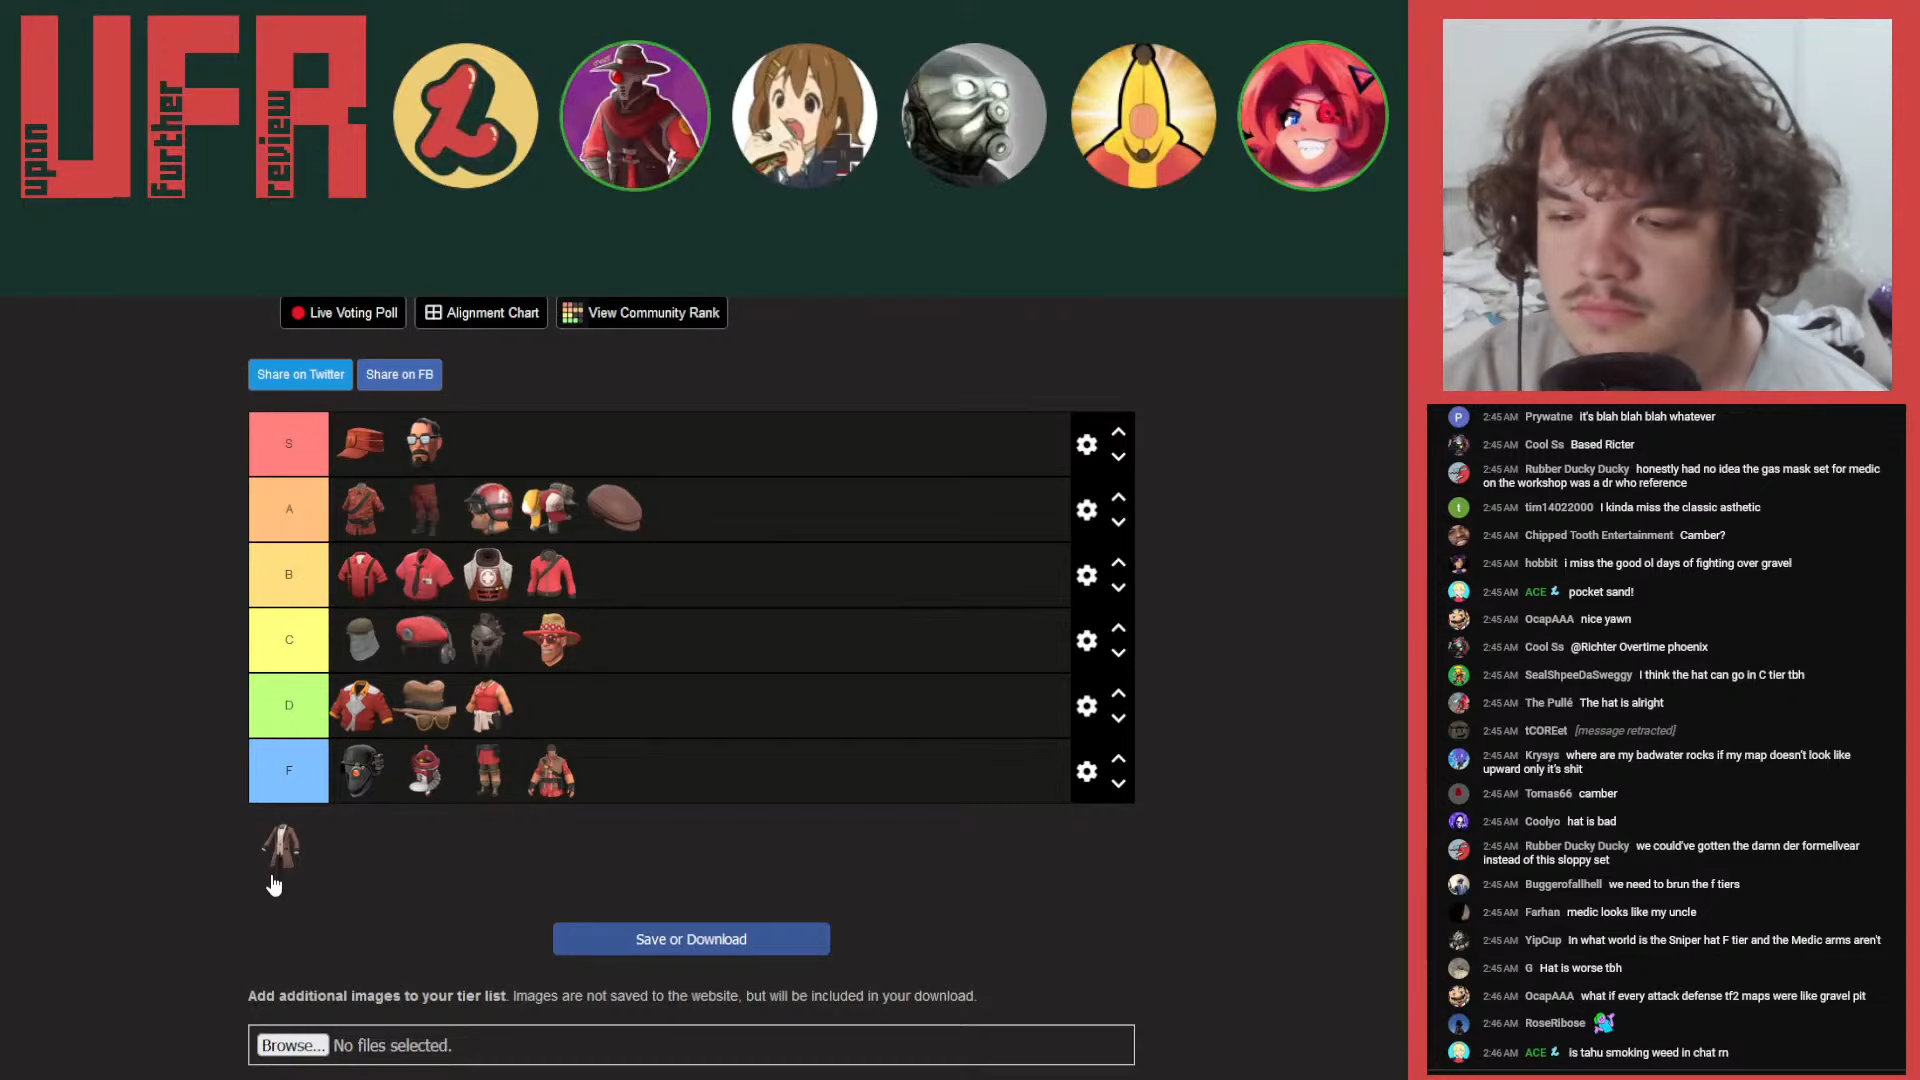 UFR
upon
further
review
Live Voting Poll
Alignment Chart
View Community Rank
Share on Twitter
Share on FB
S
A
B
C
D
F
Save or Download
Add additional images to your tier list. Images are not saved to the website, but will be included in your download.
Browse... No files selected.
P
2:45 AM Prywatne it's blah blah blah whatever
2:45 AM Cool Ss Based Ricter
2:45 AM Rubber Ducky Ducky honestly had no idea the gas mask set for medic
on the workshop was a dr who reference
t
2:45 AM tim14022000 I kinda miss the classic asthetic
2:45 AM Chipped Tooth Entertainment Camber?
2:45 AM hobbit i miss the good ol days of fighting over gravel
2:45 AM ACE pocket sand!
2:45 AM OcapAAA nice yawn
2:45 AM Cool Ss @Richter Overtime phoenix
2:45 AM SealShpeeDaSweggy I think the hat can go in C tier tbh
2:45 AM The Pullé The hat is alright
2:45 AM tCOREet [message retracted]
2:45 AM Krysys where are my badwater rocks if my map doesn't look like
upward only it's shit
2:45 AM Tomas66 camber
2:45 AM Coolyo hat is bad
2:45 AM Rubber Ducky Ducky we could've gotten the damn der formellvear
instead of this sloppy set
2:45 AM Buggerofallhell we need to brun the f tiers
2:45 AM Farhan medic looks like my uncle
2:45 AM YipCup In what world is the Sniper hat F tier and the Medic arms aren't
2:45 AM G Hat is worse tbh
2:46 AM OcapAAA what if every attack defense tf2 maps were like gravel pit
2:46 AM RoseRibose
2:46 AM ACE is tahu smoking weed in chat rn